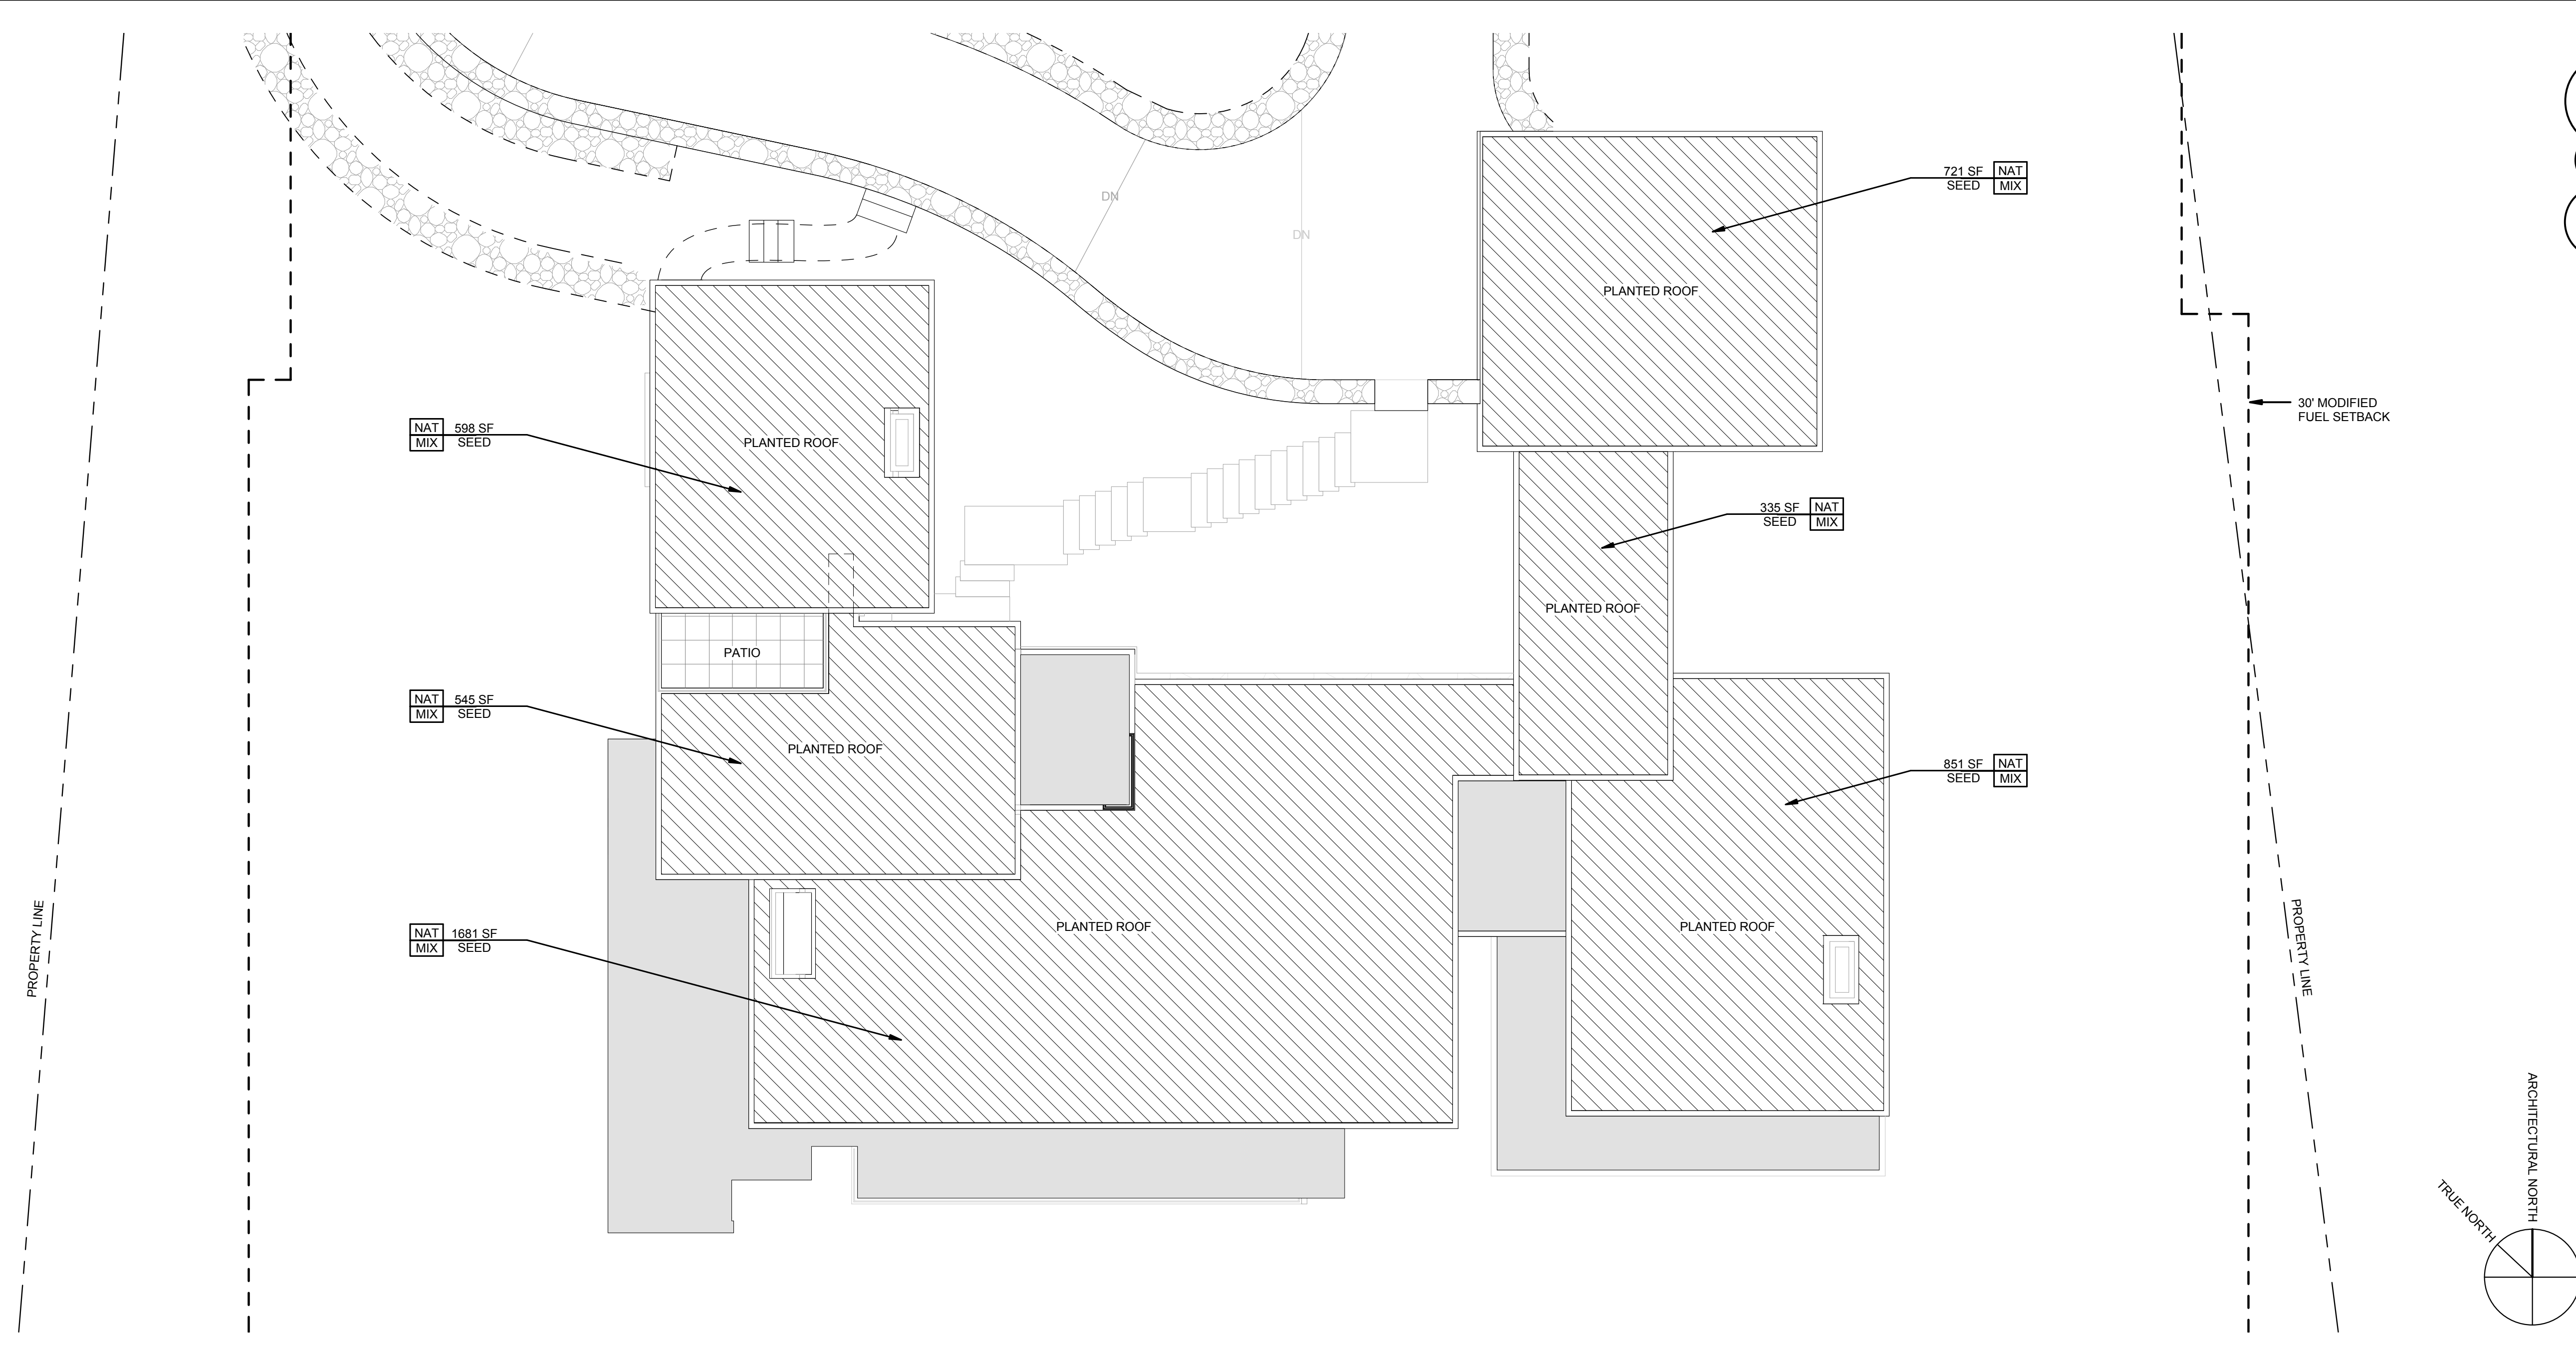 DN
DN
721 SF
SEED
NAT
MIX
PLANTED ROOF
30' MODIFIED
FUEL SETBACK
NAT
MIX
598 SF
SEED
PLANTED ROOF
335 SF
SEED
NAT
MIX
PLANTED ROOF
PATIO
NAT
MIX
545 SF
SEED
PLANTED ROOF
851 SF
SEED
NAT
MIX
NAT
MIX
1681 SF
SEED
PLANTED ROOF
PLANTED ROOF
PROPERTY LINE
PROPERTY LINE
ARCHITECTURAL NORTH
TRUE NORTH